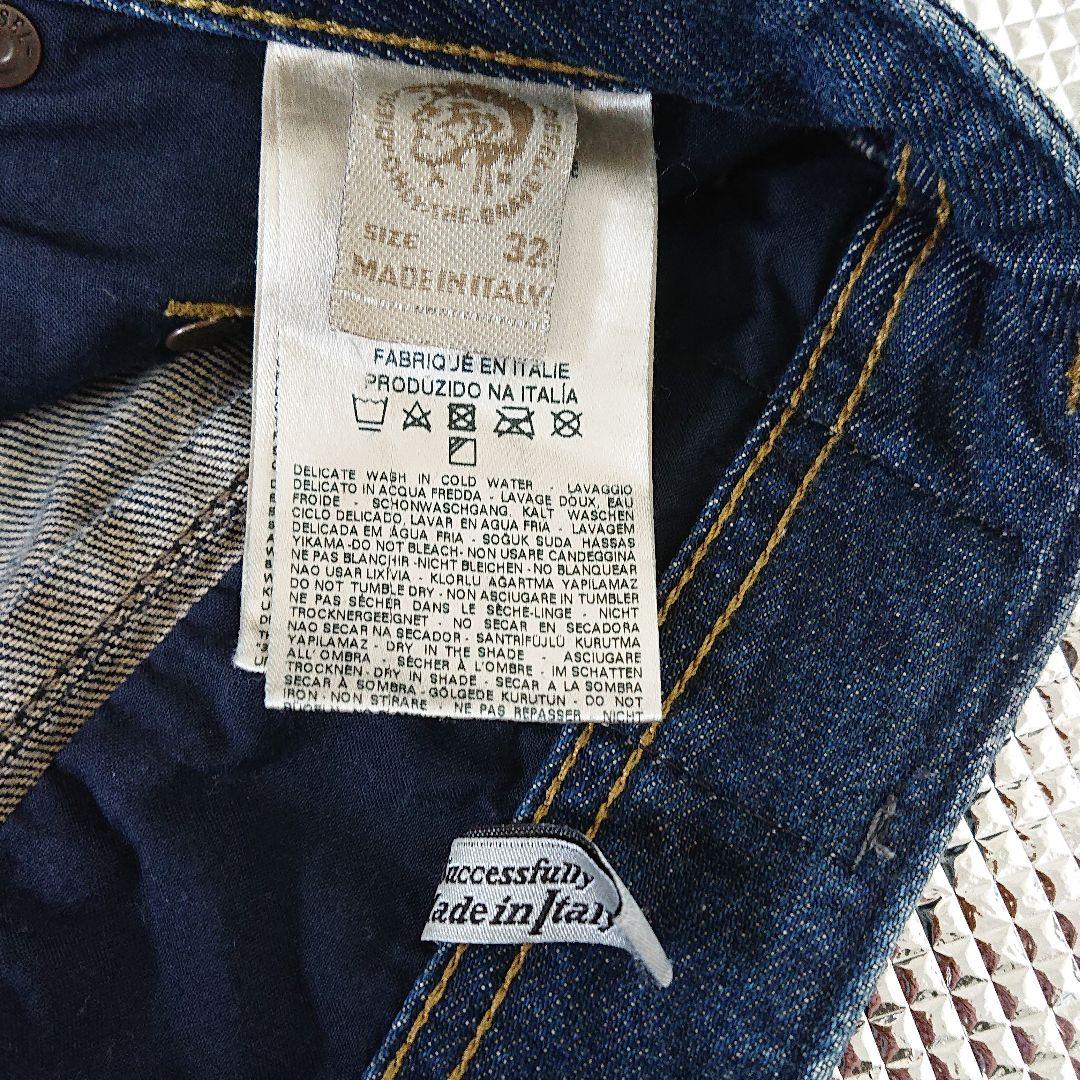 SIZE 32
MADE IN ITALY
FABRIQUÉ EN ITALIE
PRODUZIDO NA ITALÍA
DELICATE WASH IN COLD WATER - LAVAGGIO
DELICATO IN ACQUA FREDDA - LAVAGE DOUX, EAU
FROIDE - SCHONWASCHGANG, KALT WASCHEN
CICLO DELICADO, LAVAR EN AGUA FRIA - LAVAGEM
DELICADA EM ÁGUA FRIA - SOĞUK SUDA HASSAS
YIKAMA - DO NOT BLEACH - NON USARE CANDEGGINA
NE PAS BLANCHIR - NICHT BLEICHEN - NO BLANQUEAR
NAO USAR LIXÍVIA - KLORLU AĞARTMA YAPILAMAZ
DO NOT TUMBLE DRY - NON ASCIUGARE IN TUMBLER
NE PAS SÈCHER DANS LE SÈCHE-LINGE - NICHT
TROCKNERGEEIGNET - NO SECAR EN SECADORA
NAO SECAR NA SECADOR - SANTRİFÜJLÜ KURUTMA
YAPILAMAZ - DRY IN THE SHADE - ASCIUGARE
ALL'OMBRA - SÉCHER À L'OMBRE - IM SCHATTEN
TROCKNEN - DRY IN SHADE - SECAR A LA SOMBRA
SECAR À SOMBRA - GÖLGEDE KURUTUN - DO NOT
IRON - NON STIRARE - NE PAS REPASSER - NICHT
Successfully
Made in Italy